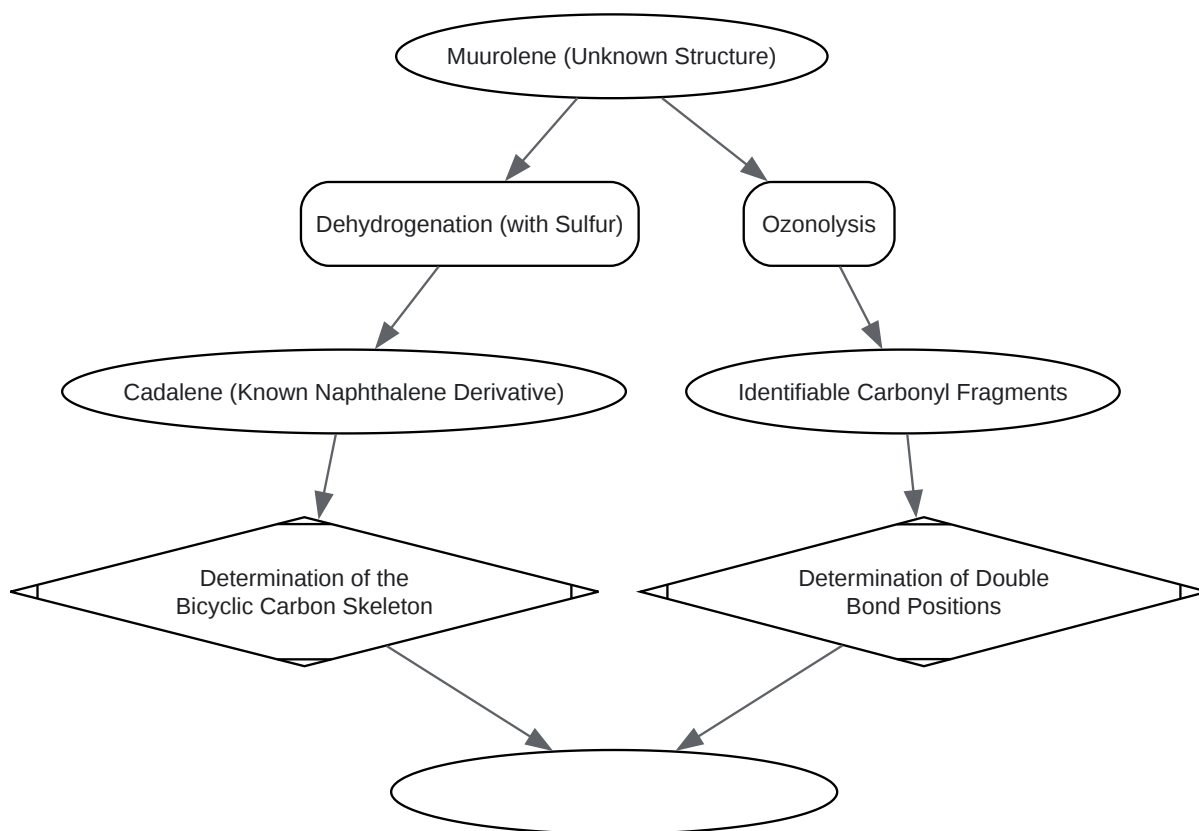 Muurolene (Unknown Structure)
Dehydrogenation (with Sulfur)
Ozonolysis
Cadalene (Known Naphthalene Derivative)
Identifiable Carbonyl Fragments
Determination of the
Bicyclic Carbon Skeleton
Determination of Double
Bond Positions